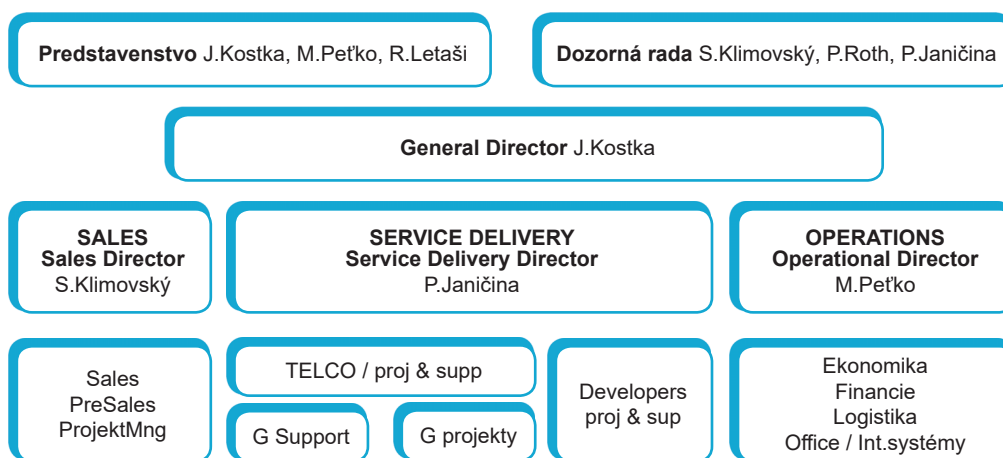 Predstavenstvo J.Kostka, M.Peťko, R.Letaši
Dozorná rada S.Klimovský, P.Roth, P.Janičina
General Director J.Kostka
SALES
Sales Director
S.Klimovský
SERVICE DELIVERY
Service Delivery Director
P.Janičina
OPERATIONS
Operational Director
M.Peťko
Sales
PreSales
ProjektMng
TELCO / proj & supp
G Support
G projekty
Developers
proj & sup
Ekonomika
Financie
Logistika
Office / Int.systémy